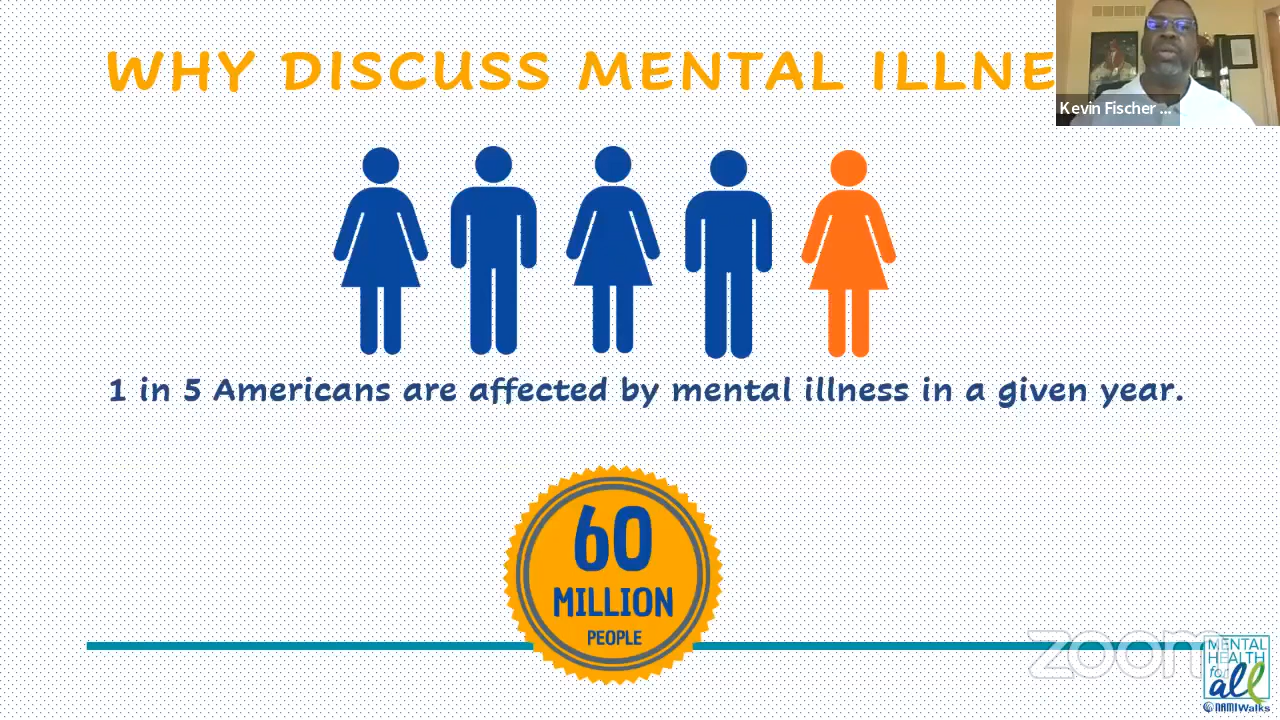 WHY DISCUSS MENTAL ILLNE
Kevin Fischer ...
1 in 5 Americans are affected by mental illness in a given year.
60
MILLION
PEOPLE
zoom
MENTAL
HEALTH
for
all
NAMIWalks